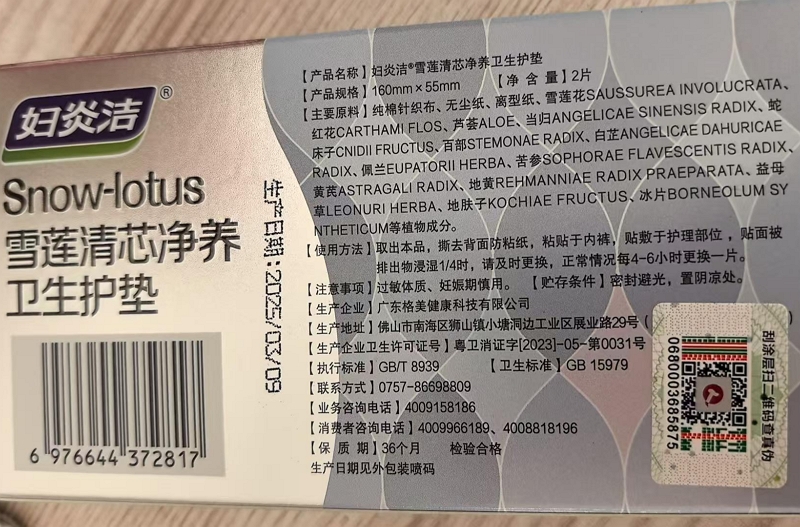 妇炎洁®
Snow-lotus
雪莲清芯净养
卫生护垫
6 976644 372817
生产日期:2025/03/09
【产品名称】妇炎洁®雪莲清芯净养卫生护垫
【产品规格】160mm×55mm 【净 含 量】2片
【主要原料】纯棉针织布、无尘纸、离型纸、雪莲花SAUSSUREA INVOLUCRATA、
红花CARTHAMI FLOS、芦荟ALOE、当归ANGELICAE SINENSIS RADIX、蛇
床子CNIDII FRUCTUS、百部STEMONAE RADIX、白芷ANGELICAE DAHURICAE
RADIX、佩兰EUPATORII HERBA、苦参SOPHORAE FLAVESCENTIS RADIX、
黄芪ASTRAGALI RADIX、地黄REHMANNIAE RADIX PRAEPARATA、益母
草LEONURI HERBA、地肤子KOCHIAE FRUCTUS、冰片BORNEOLUM SY
NTHETICUM等植物成分。
【使用方法】取出本品，撕去背面防粘纸，粘贴于内裤，贴敷于护理部位，贴面被
排出物浸湿1/4时，请及时更换，正常情况每4-6小时更换一片。
【注意事项】过敏体质、妊娠期慎用。 【贮存条件】密封避光，置阴凉处。
【生产企业】广东格美健康科技有限公司
【生产地址】佛山市南海区狮山镇小塘洞边工业区展业路29号（
【生产企业卫生许可证号】粤卫消证字[2023]-05-第0031号
【执行标准】GB/T 8939 【卫生标准】GB 15979
【联系方式】0757-86698809
【业务咨询电话】4009158186
【消费者咨询电话】4009966189、4008818196
【保 质 期】36个月 检验合格
生产日期见外包装喷码
刮涂层扫二维码查真伪
0680003685875